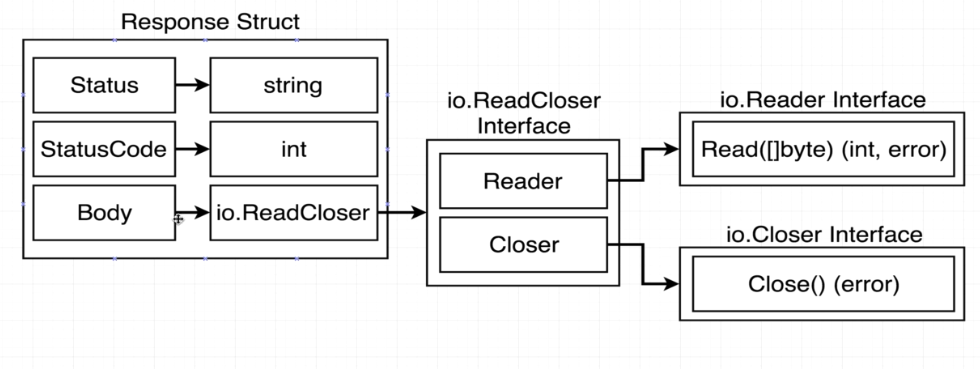 Response Struct
Status
string
StatusCode
int
Body
io.ReadCloser
io.ReadCloser
Interface
Reader
Closer
io.Reader Interface
Read([]byte) (int, error)
io.Closer Interface
Close() (error)